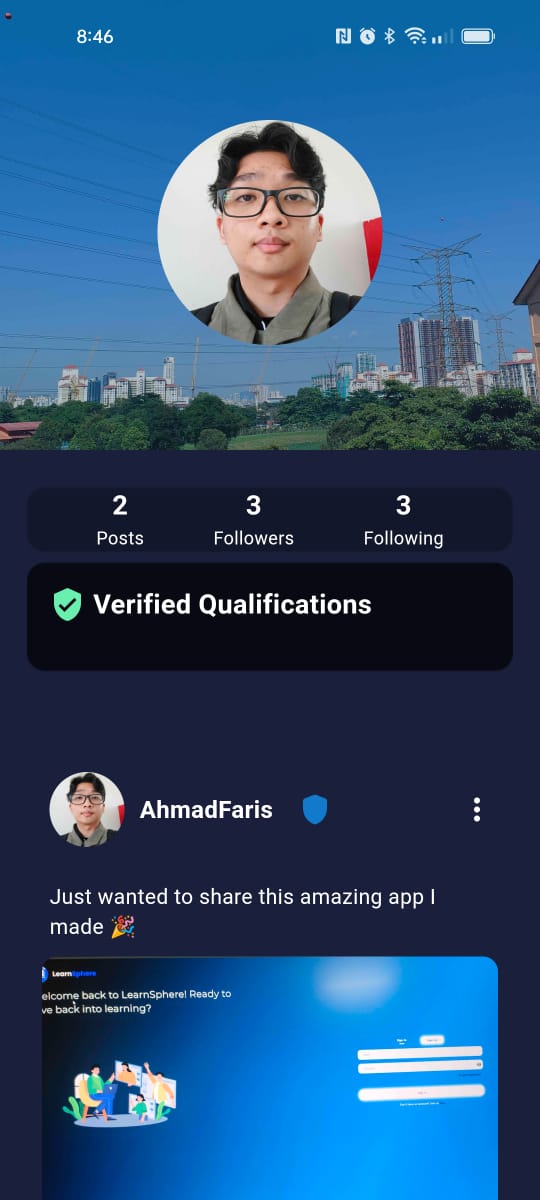 8:46
2 3 3
Posts Followers Following
Verified Qualifications
AhmadFaris
Just wanted to share this amazing app I
made 🎉
LearnSphere
elcome back to LearnSphere! Ready to
ve back into learning?